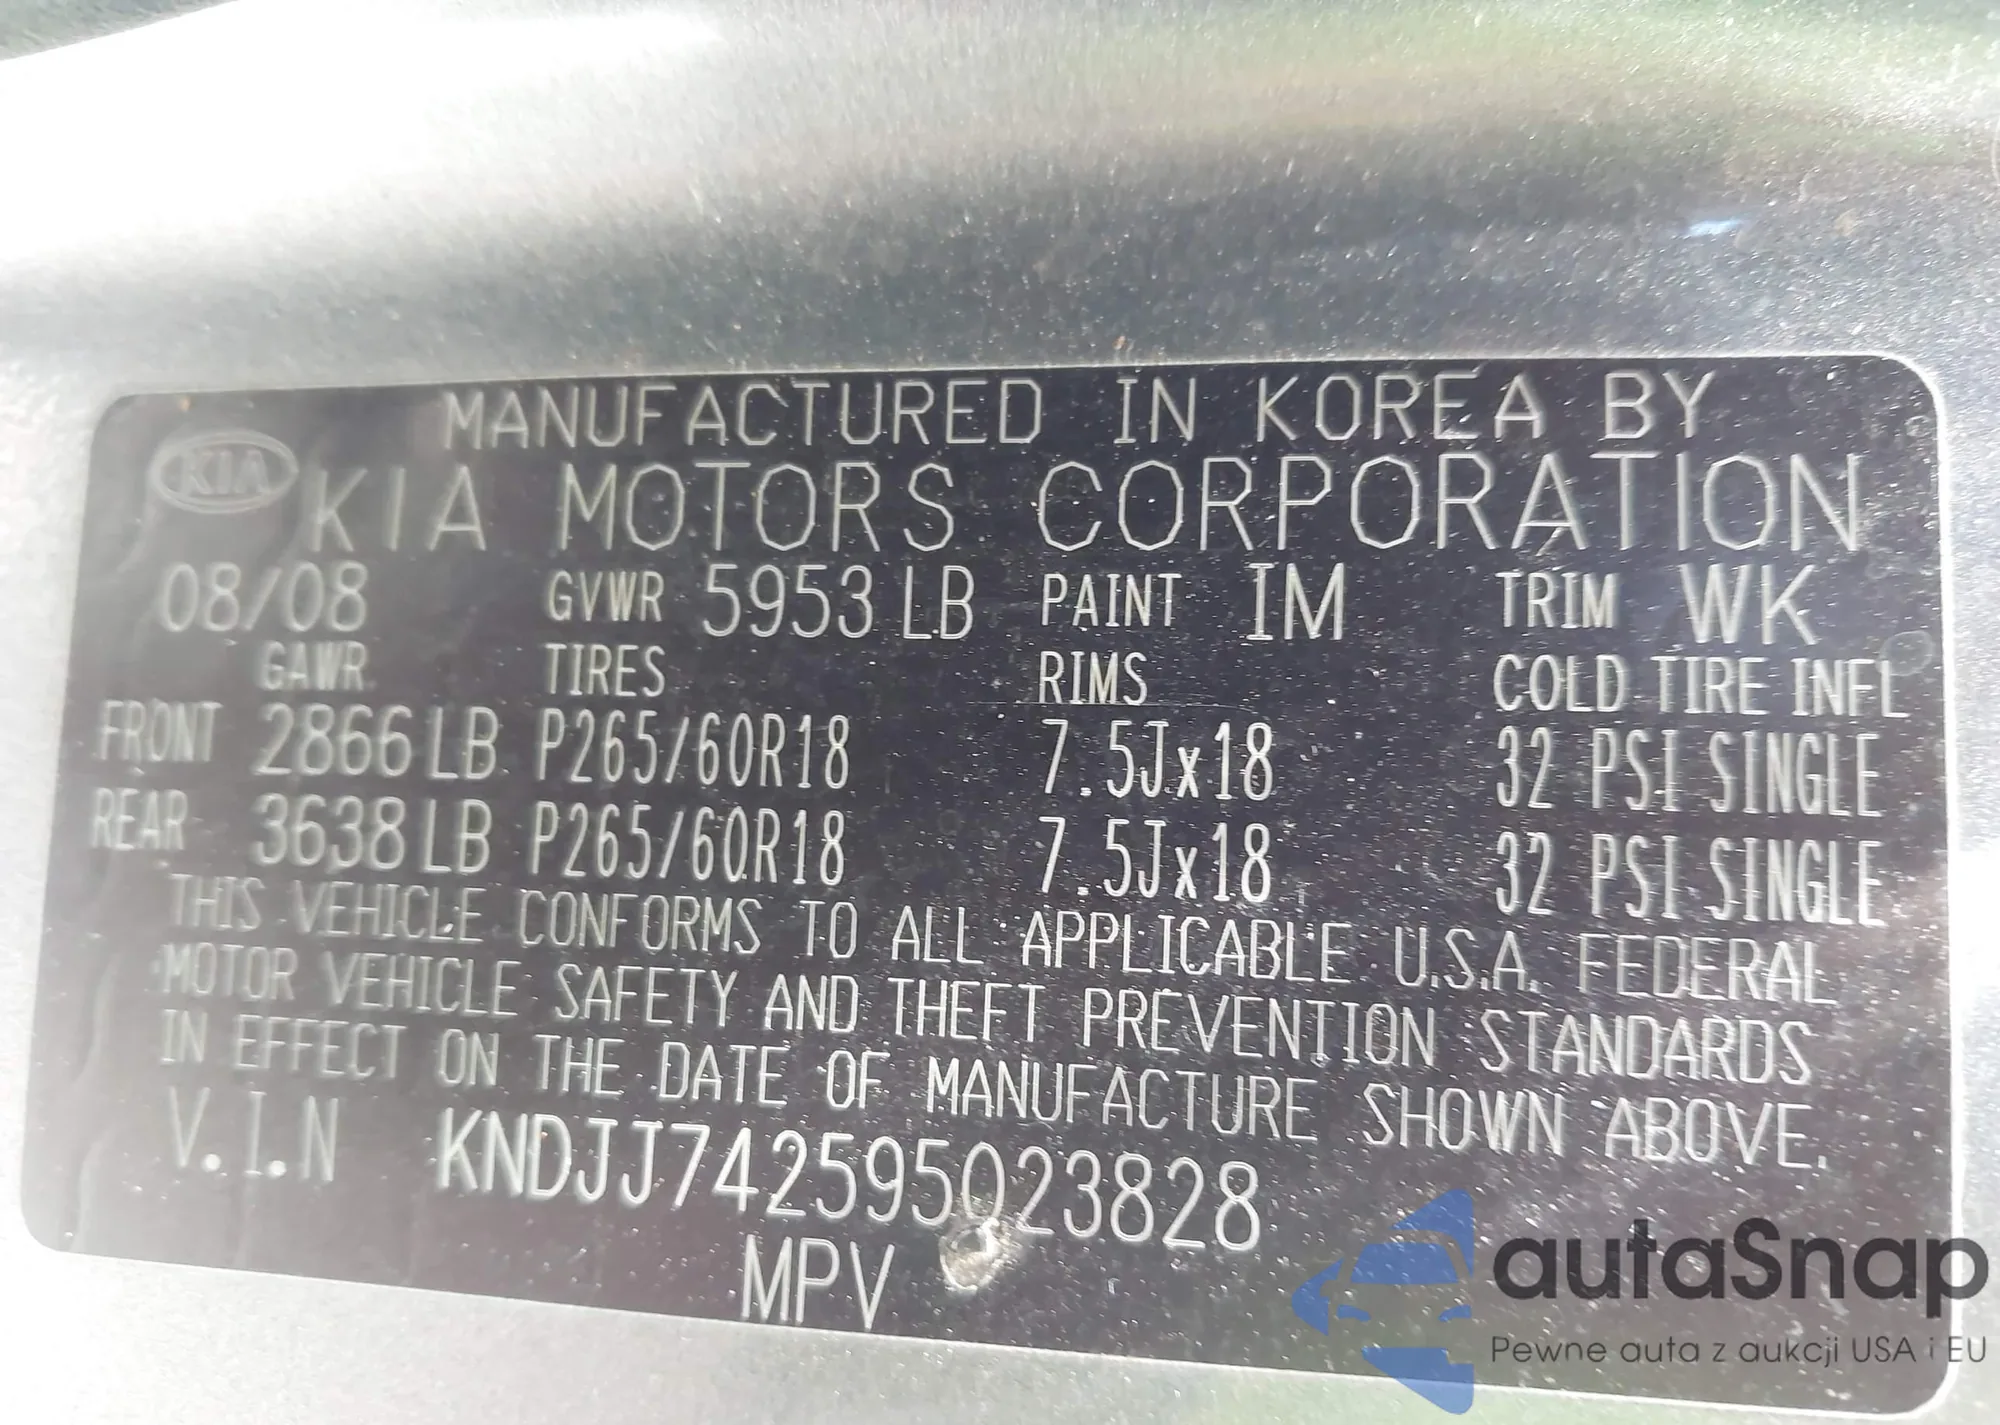 MANUFACTURED IN KOREA BY
KIA KIA MOTORS CORPORATION
08/08 GVWR 5953 LB PAINT IM TRIM WK
GAWR TIRES RIMS COLD TIRE INFL
FRONT 2866 LB P265/60R18 7.5Jx18 32 PSI SINGLE
REAR 3638 LB P265/60R18 7.5Jx18 32 PSI SINGLE
THIS VEHICLE CONFORMS TO ALL APPLICABLE U.S.A. FEDERAL
MOTOR VEHICLE SAFETY AND THEFT PREVENTION STANDARDS
IN EFFECT ON THE DATE OF MANUFACTURE SHOWN ABOVE.
V.I.N KNDJJ742595023828
MPV
autaSnap
Pewne auta z aukcji USA i EU